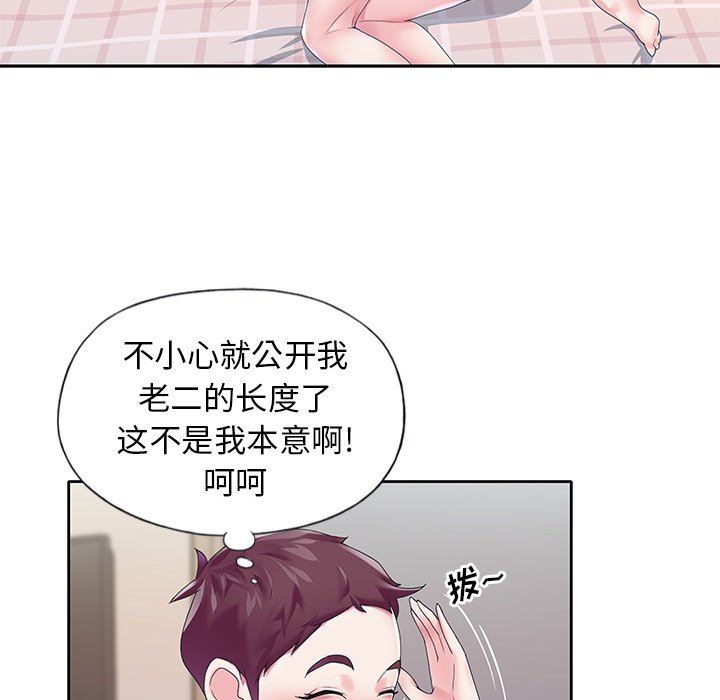 不小心就公开我
老二的长度了
这不是我本意啊!
呵呵
拨~